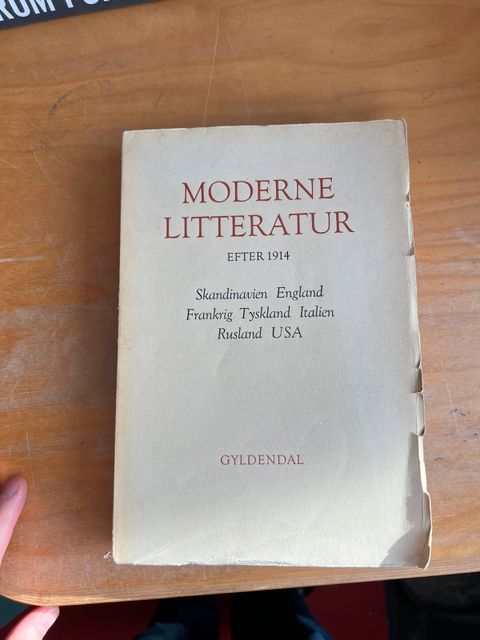 MODERNE
LITTERATUR
EFTER 1914
Skandinavien England
Frankrig Tyskland Italien
Rusland USA
GYLDENDAL